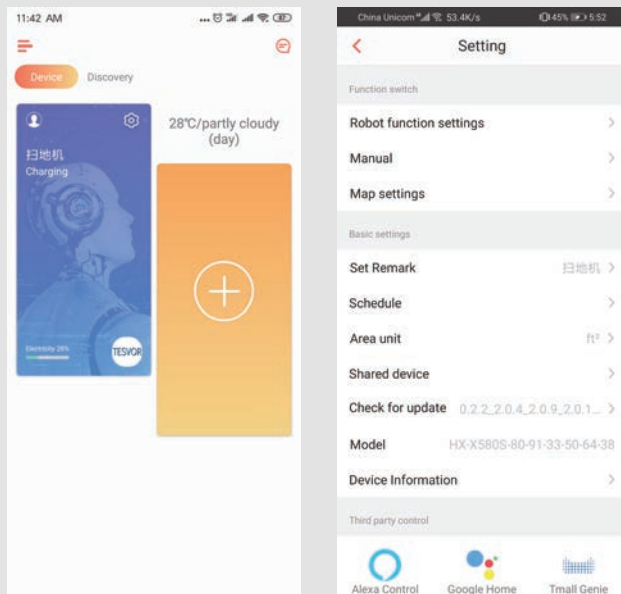 11:42 AM
Device
Discovery
扫地机
Charging
Electricity 26%
TESVOR
28℃/partly cloudy
(day)
China Unicom 53.4K/s 45% 5:52
Setting
Function switch
Robot function settings
Manual
Map settings
Basic settings
Set Remark 扫地机
Schedule
Area unit ft²
Shared device
Check for update 0.2.2_2.0.4_2.0.9_2.0.1...
Model HX-X580S-80-91-33-50-64-38
Device Information
Third party control
Alexa Control
Google Home
Tmall Genie